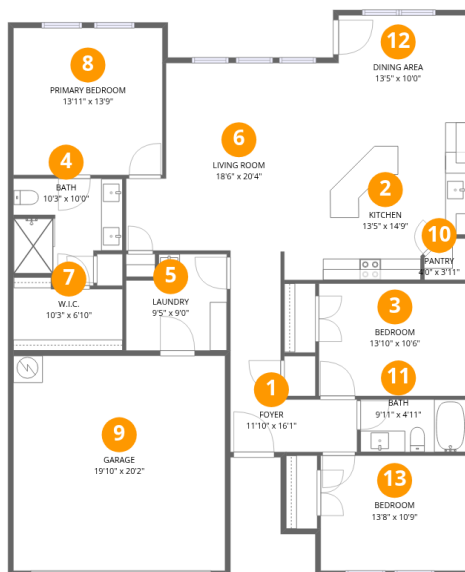 12
DINING AREA
13'5" x 10'0"
8
PRIMARY BEDROOM
13'11" x 13'9"
6
LIVING ROOM
18'6" x 20'4"
4
BATH
10'3" x 10'0"
2
KITCHEN
13'5" x 14'9"
10
PANTRY
4'0" x 3'11"
7
W.I.C.
10'3" x 6'10"
5
LAUNDRY
9'5" x 9'0"
3
BEDROOM
13'10" x 10'6"
1
FOYER
11'10" x 16'1"
11
BATH
9'11" x 4'11"
9
GARAGE
19'10" x 20'2"
13
BEDROOM
13'8" x 10'9"